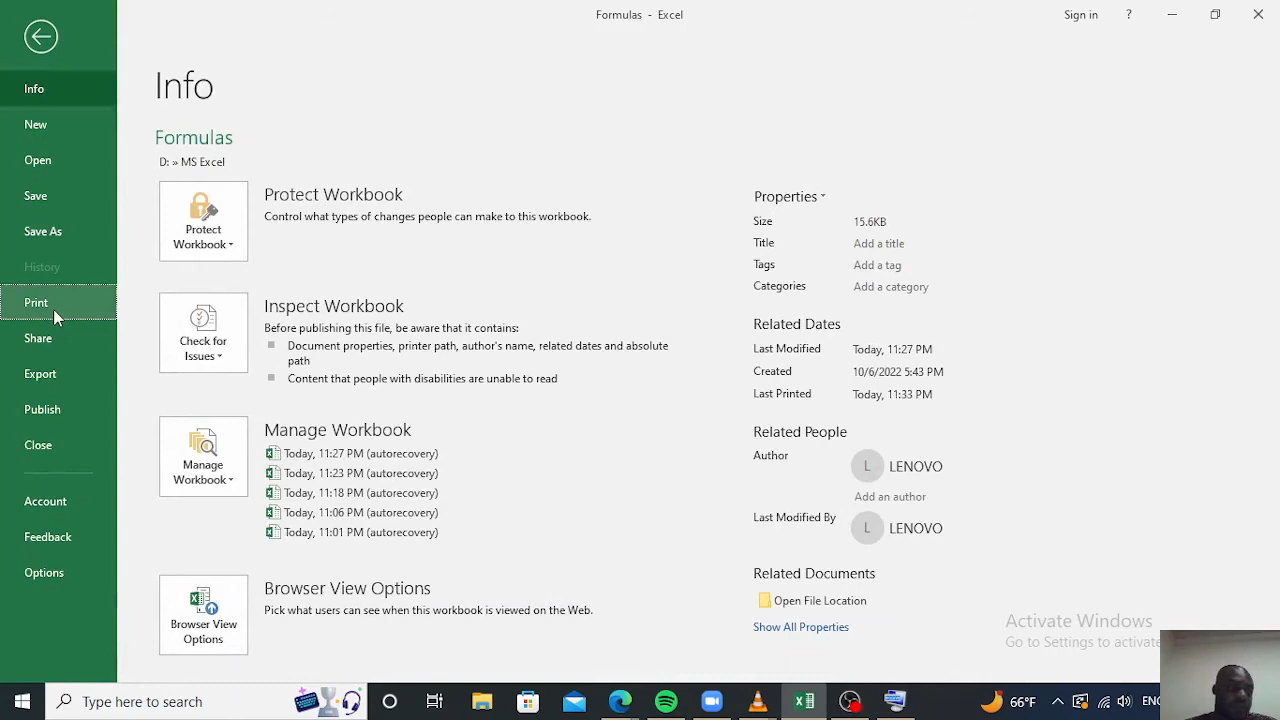 Formulas - Excel
Sign in
?
Info
New
Open
Save
Save As
History
Print
Share
Export
Publish
Close
Account
Feedback
Options
Info
Formulas
D: » MS Excel
Protect
Workbook
Protect Workbook
Control what types of changes people can make to this workbook.
Check for
Issues
Inspect Workbook
Before publishing this file, be aware that it contains:
Document properties, printer path, author's name, related dates and absolute
path
Content that people with disabilities are unable to read
Manage
Workbook
Manage Workbook
Today, 11:27 PM (autorecovery)
Today, 11:23 PM (autorecovery)
Today, 11:18 PM (autorecovery)
Today, 11:06 PM (autorecovery)
Today, 11:01 PM (autorecovery)
Browser View
Options
Browser View Options
Pick what users can see when this workbook is viewed on the Web.
Properties
Size 15.6KB
Title Add a title
Tags Add a tag
Categories Add a category
Related Dates
Last Modified Today, 11:27 PM
Created 10/6/2022 5:43 PM
Last Printed Today, 11:33 PM
Related People
Author L LENOVO
Add an author
Last Modified By L LENOVO
Related Documents
Open File Location
Show All Properties
Activate Windows
Go to Settings to activate
Type here to search
66°F
ENG